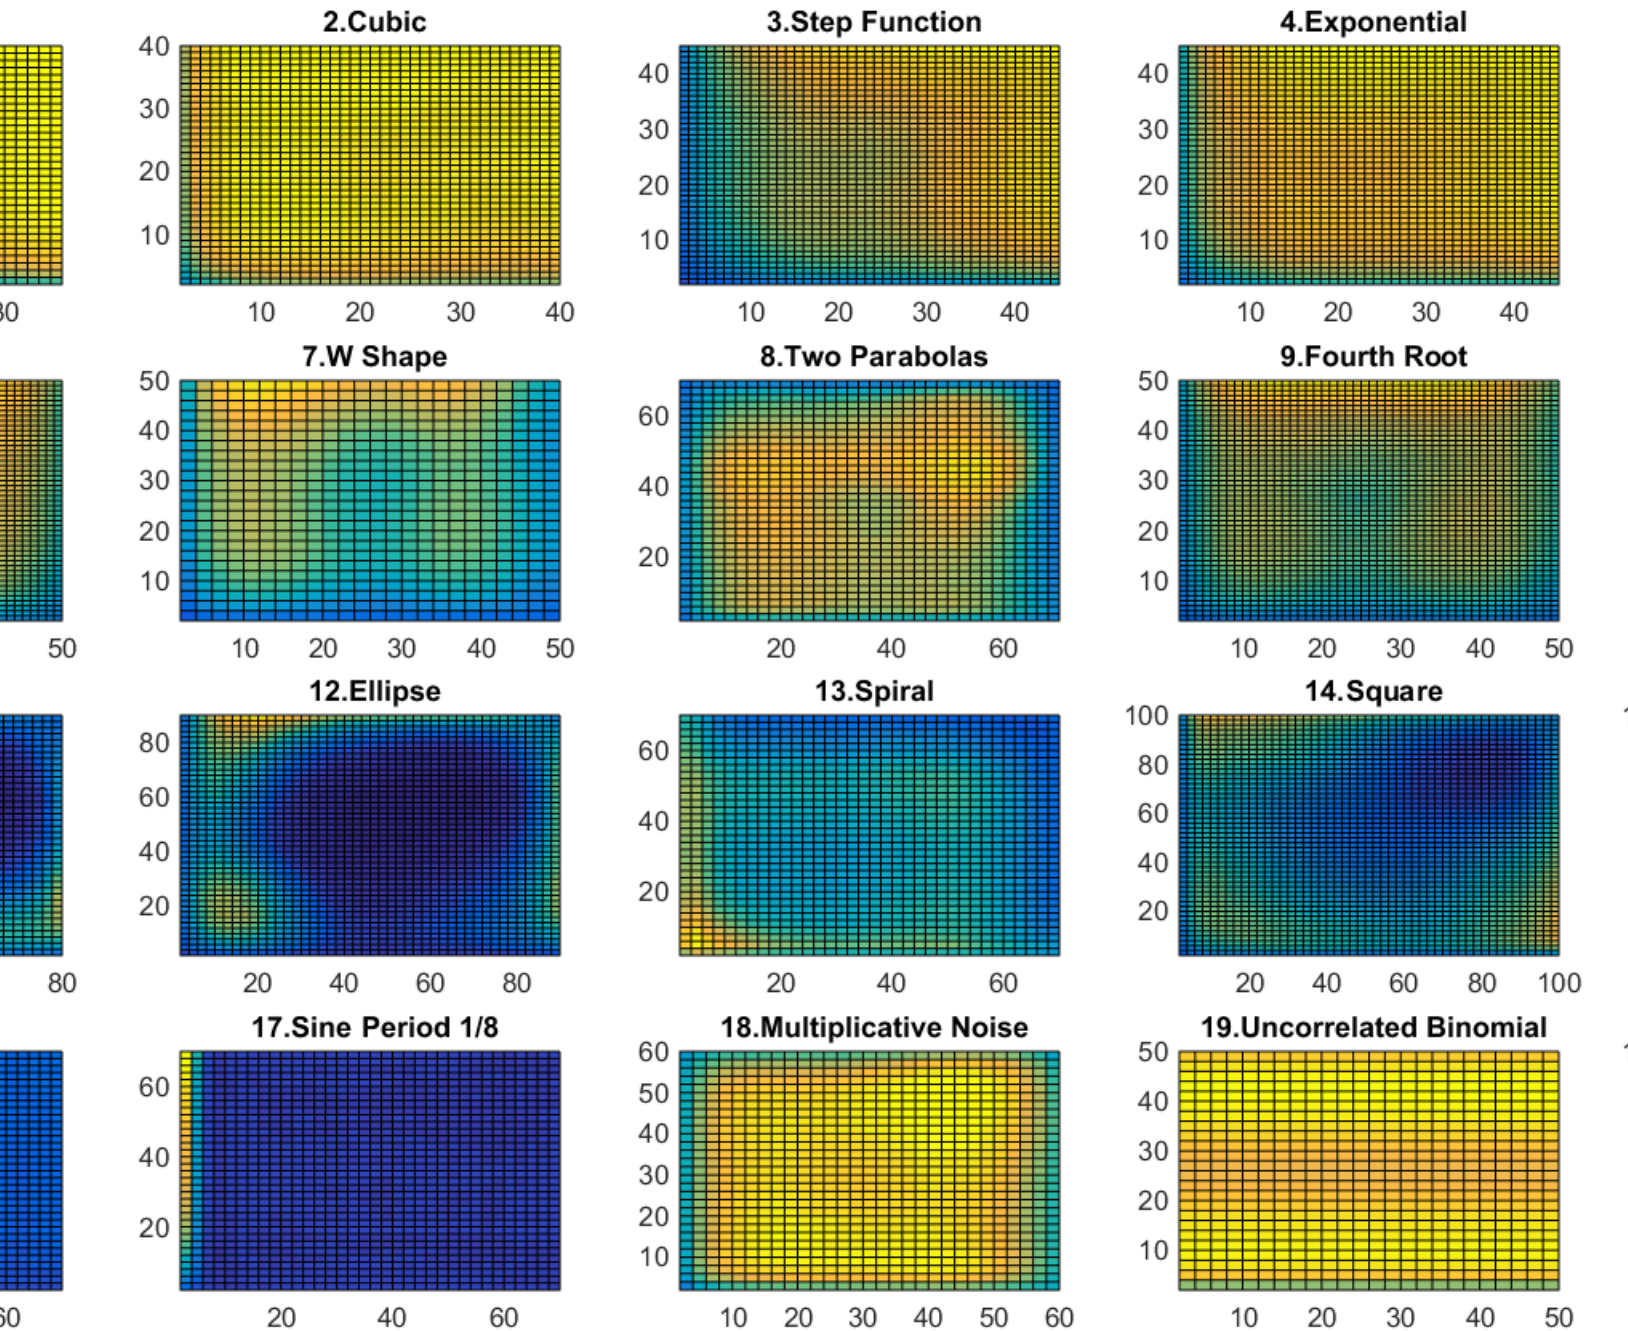 2.Cubic 3.Step Function 4.Exponential
40 30 20 10
10 20 30 40
40 30 20 10
10 20 30 40
40 30 20 10
10 20 30 40
7.W Shape 8.Two Parabolas 9.Fourth Root
50
50 40 30 20 10
10 20 30 40 50
60 40 20
20 40 60
50 40 30 20 10
10 20 30 40 50
12.Ellipse 13.Spiral 14.Square
80
80 60 40 20
20 40 60 80
60 40 20
20 40 60
100 80 60 40 20
20 40 60 80 100
17.Sine Period 1/8 18.Multiplicative Noise 19.Uncorrelated Binomial
60 40 20
20 40 60
60 50 40 30 20 10
10 20 30 40 50 60
50 40 30 20 10
10 20 30 40 50